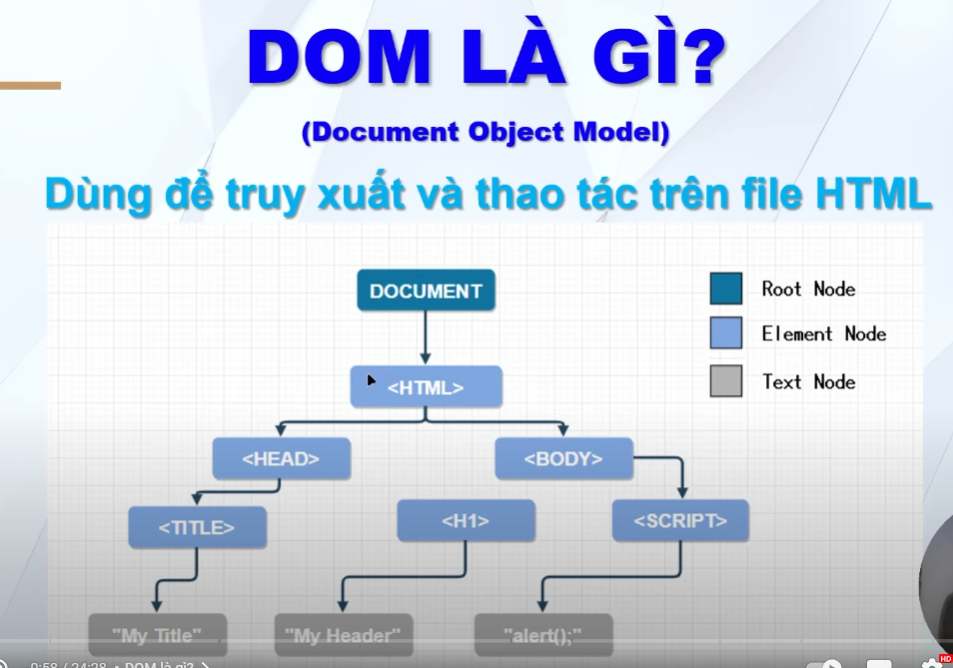 DOM LÀ GÌ?
(Document Object Model)
Dùng để truy xuất và thao tác trên file HTML
DOCUMENT
Root Node
Element Node
Text Node
<HTML>
<HEAD>
<BODY>
<TITLE>
<H1>
<SCRIPT>
"My Title"
"My Header"
"alert();"
0:58 / 24:28 • DOM là gì?
HD